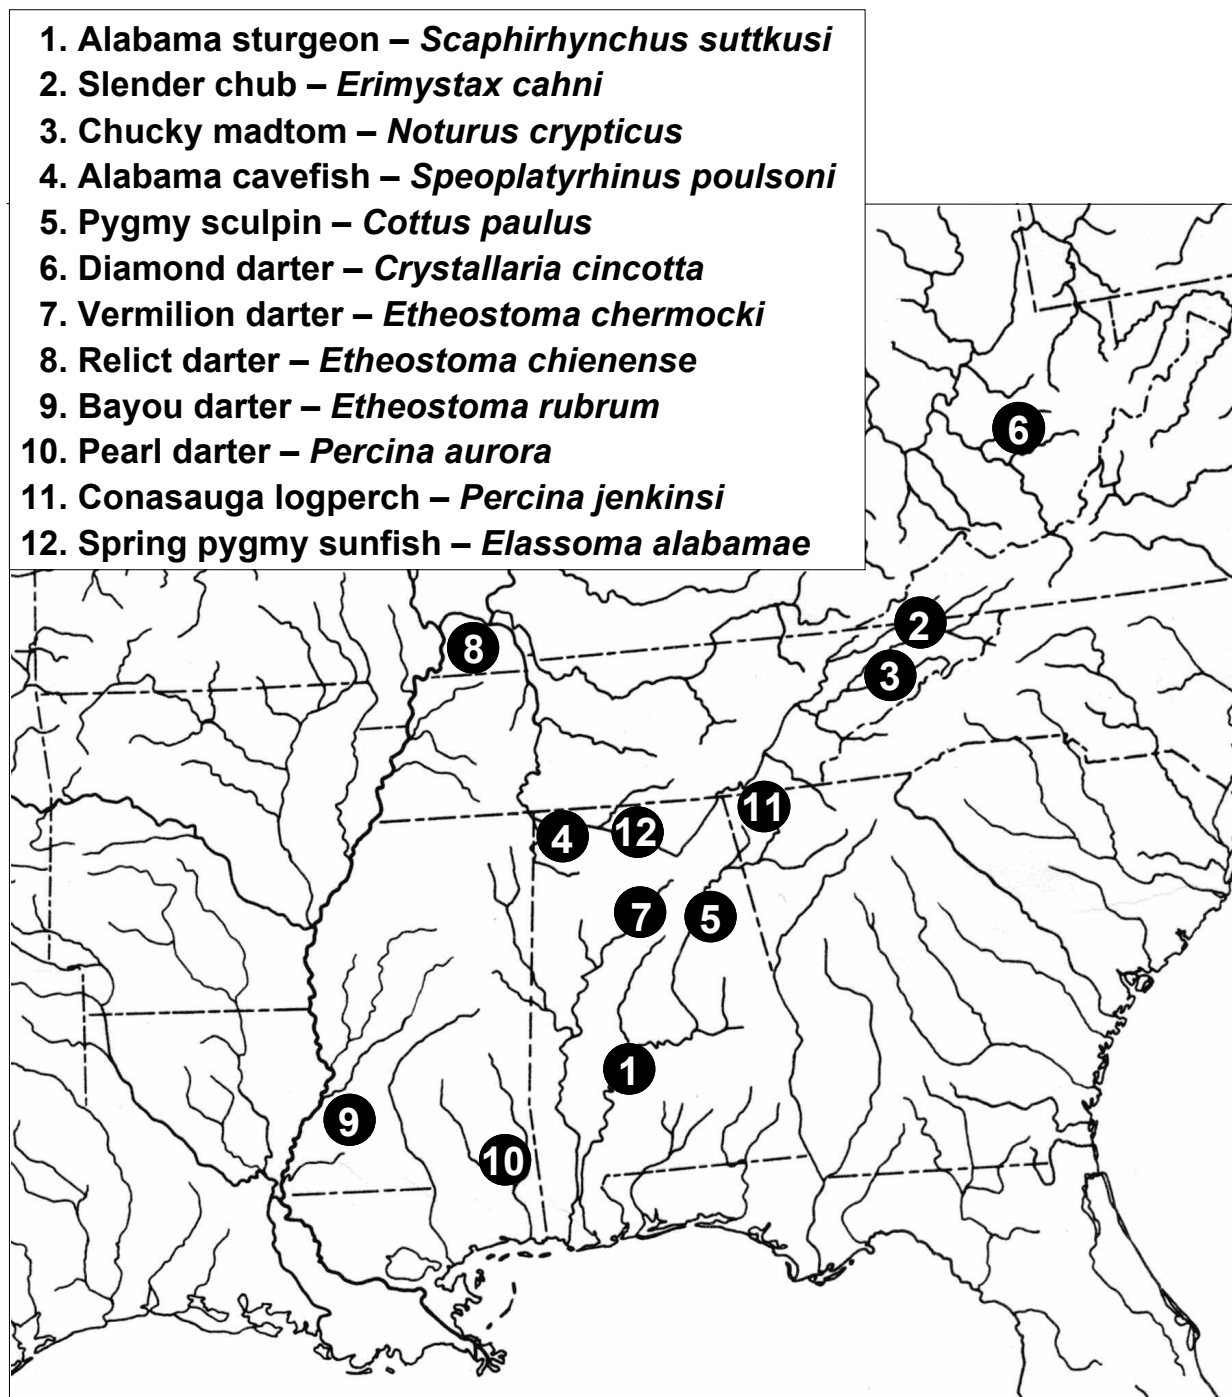 1. Alabama sturgeon – Scaphirhynchus suttkusi
2. Slender chub – Erimystax cahni
3. Chucky madtom – Noturus crypticus
4. Alabama cavefish – Speoplatyrhinus poulsoni
5. Pygmy sculpin – Cottus paulus
6. Diamond darter – Crystallaria cincotta
7. Vermilion darter – Etheostoma chermocki
8. Relict darter – Etheostoma chienense
9. Bayou darter – Etheostoma rubrum
10. Pearl darter – Percina aurora
11. Conasauga logperch – Percina jenkinsi
12. Spring pygmy sunfish – Elassoma alabamae
6
2
8
3
11
4
12
7
5
1
9
10